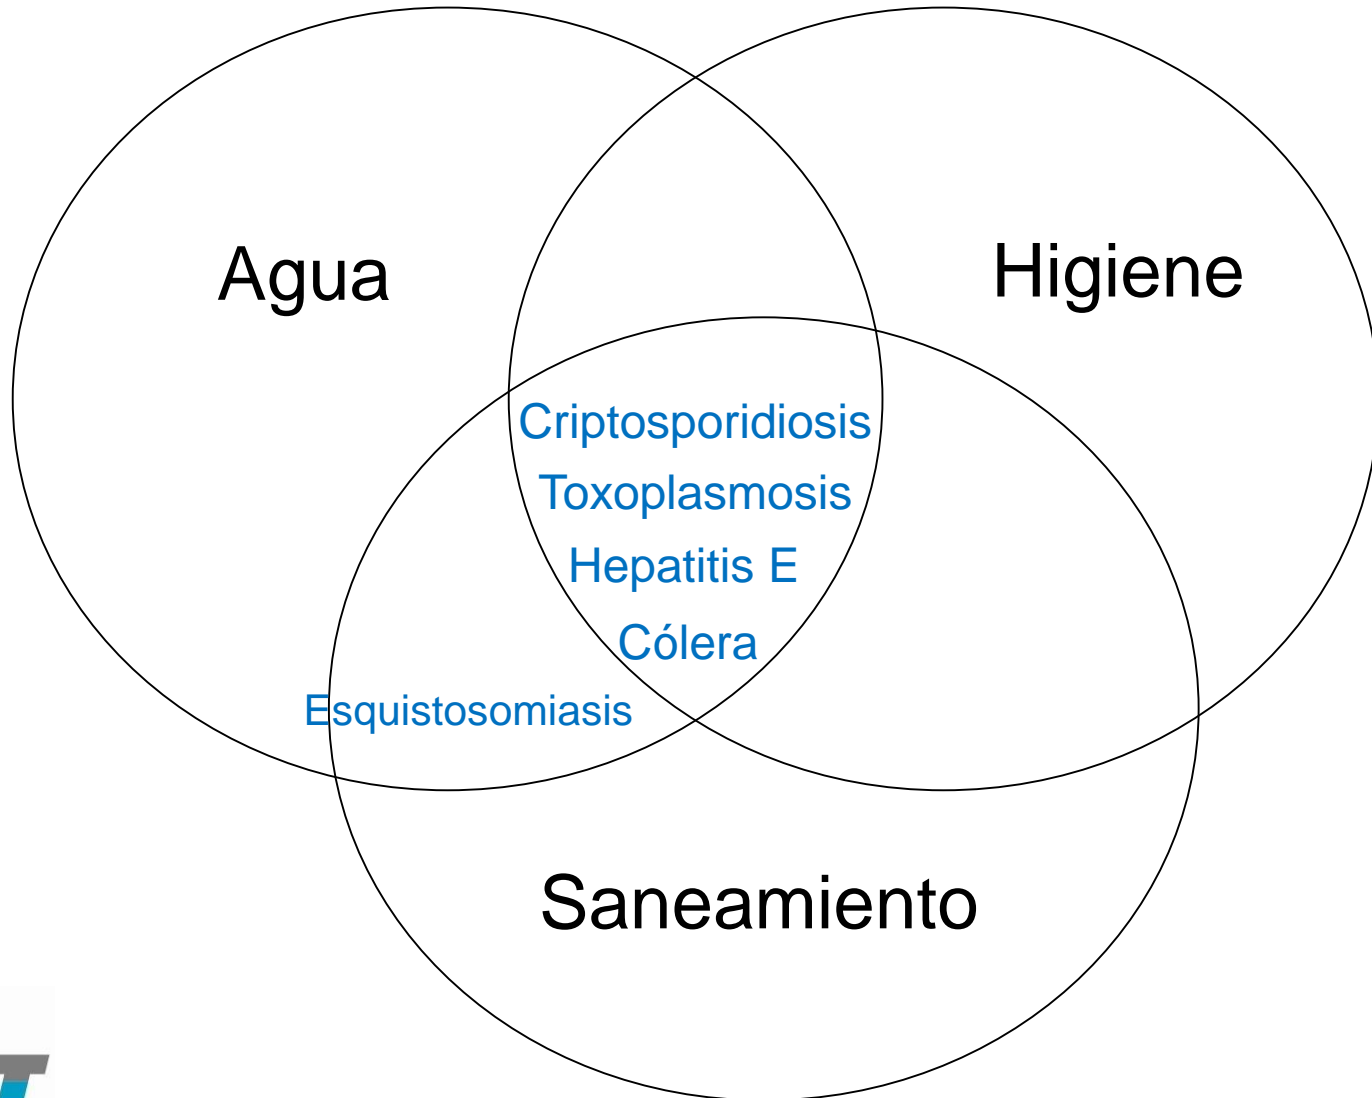 Agua
Higiene
Criptosporidiosis
Toxoplasmosis
Hepatitis E
Cólera
Esquistosomiasis
Saneamiento